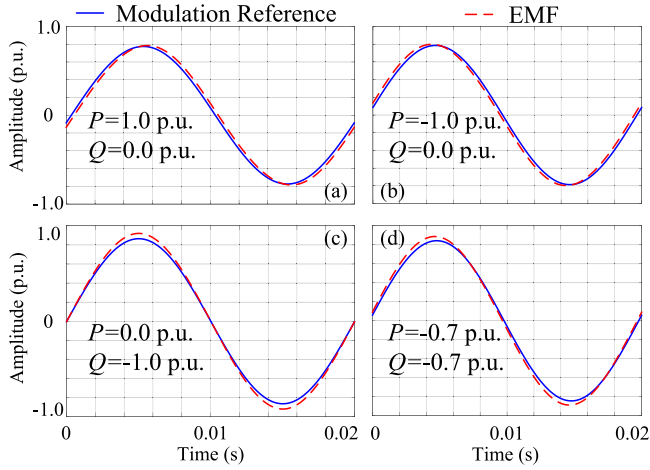 Modulation Reference EMF
Amplitude (p.u.)
1.0
0
-1.0
P=1.0 p.u.
Q=0.0 p.u.
(a)
P=-1.0 p.u.
Q=0.0 p.u.
(b)
Amplitude (p.u.)
1.0
0
-1.0
(c)
P=0.0 p.u.
Q=-1.0 p.u.
(d)
P=-0.7 p.u.
Q=-0.7 p.u.
0 0.01 0.02 0 0.01 0.02
Time (s) Time (s)